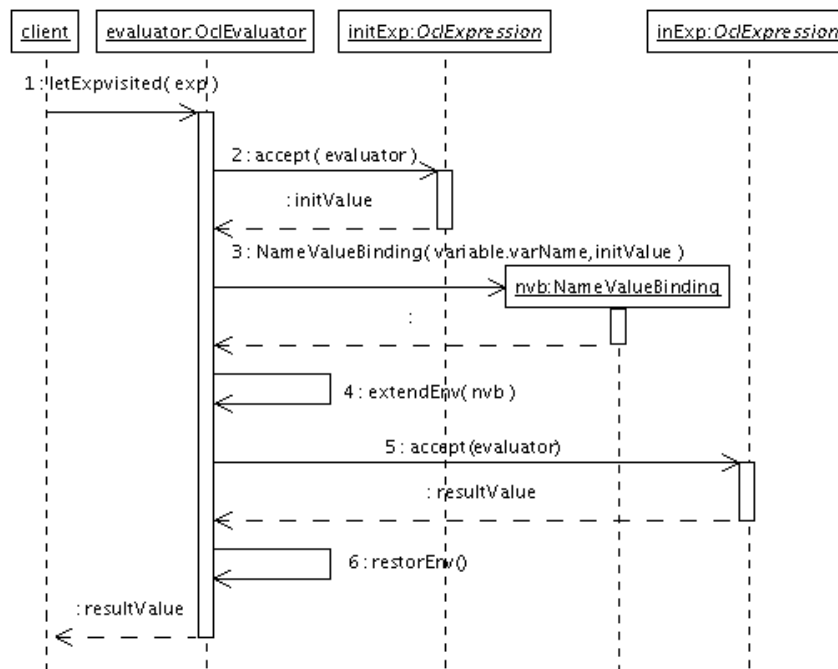 client
evaluator:OclEvaluator
initExp:OclExpression
inExp:OclExpression
1:letExpvisited(exp)
2:accept(evaluator)
:initValue
3:NameValueBinding(variable.varName,initValue)
nvb:NameValueBinding
:
4:extendEnv(nvb)
5:accept(evaluator)
:resultValue
6:restorEnv()
:resultValue